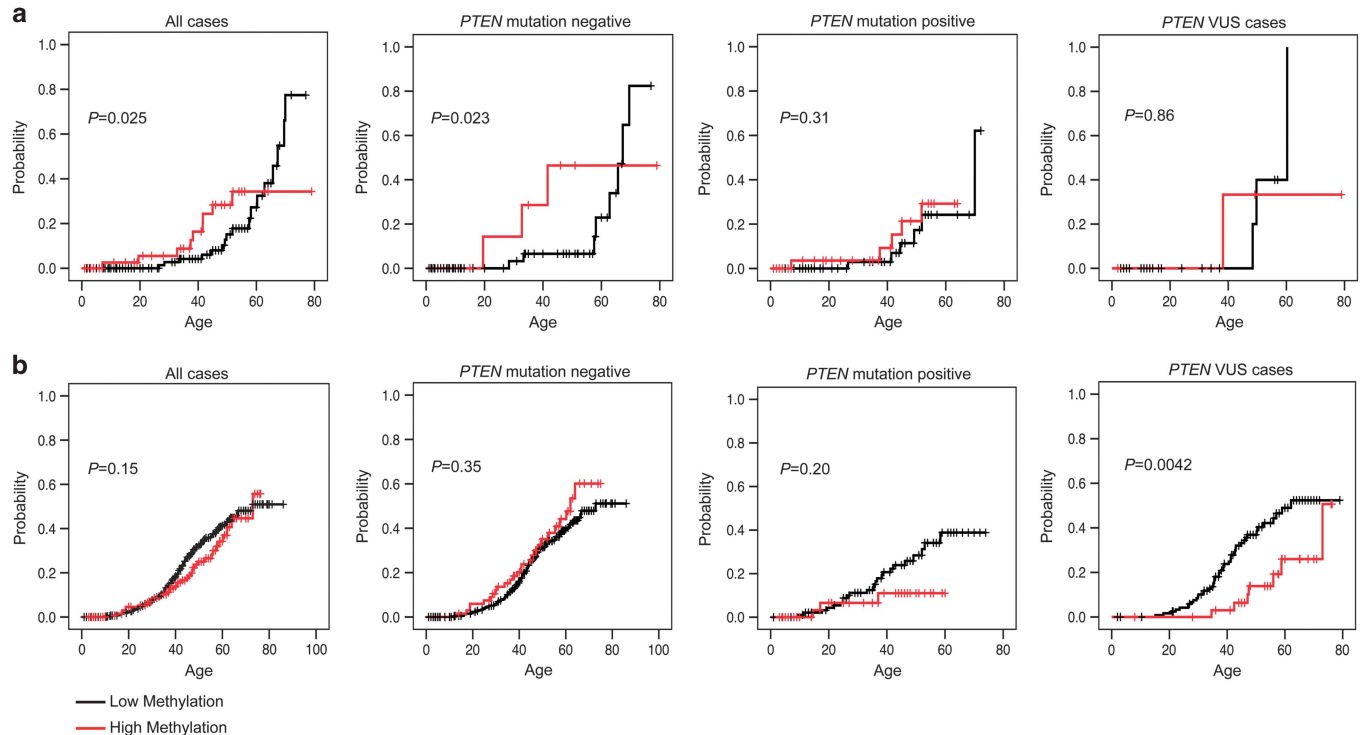 a
All cases
PTEN mutation negative
PTEN mutation positive
PTEN VUS cases
Probability
1.0
0.8
0.6
0.4
0.2
0.0
P=0.025
0 20 40 60 80
Age
Probability
1.0
0.8
0.6
0.4
0.2
0.0
P=0.023
0 20 40 60 80
Age
Probability
1.0
0.8
0.6
0.4
0.2
0.0
P=0.31
0 20 40 60 80
Age
Probability
1.0
0.8
0.6
0.4
0.2
0.0
P=0.86
0 20 40 60 80
Age
b
All cases
PTEN mutation negative
PTEN mutation positive
PTEN VUS cases
Probability
1.0
0.8
0.6
0.4
0.2
0.0
P=0.15
0 20 40 60 80 100
Age
Probability
1.0
0.8
0.6
0.4
0.2
0.0
P=0.35
0 20 40 60 80 100
Age
Probability
1.0
0.8
0.6
0.4
0.2
0.0
P=0.20
0 20 40 60 80
Age
Probability
1.0
0.8
0.6
0.4
0.2
0.0
P=0.0042
0 20 40 60 80
Age
Low Methylation
High Methylation